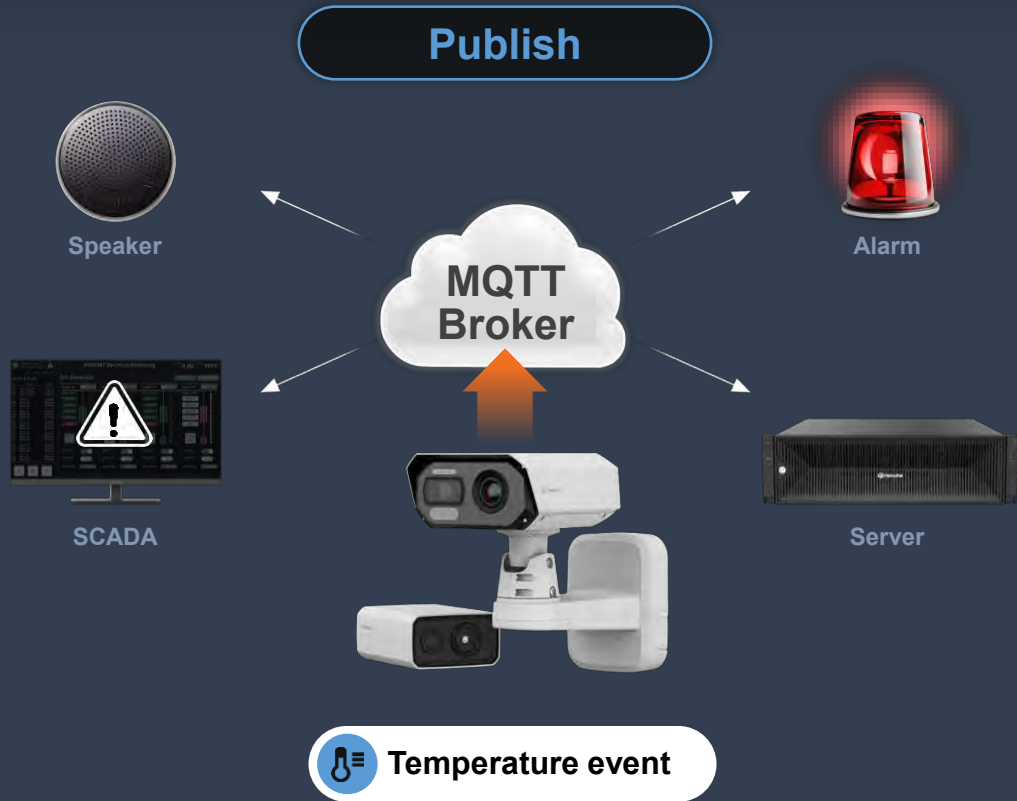 Publish
Speaker
Alarm
MQTT
Broker
SCADA
Server
Temperature event